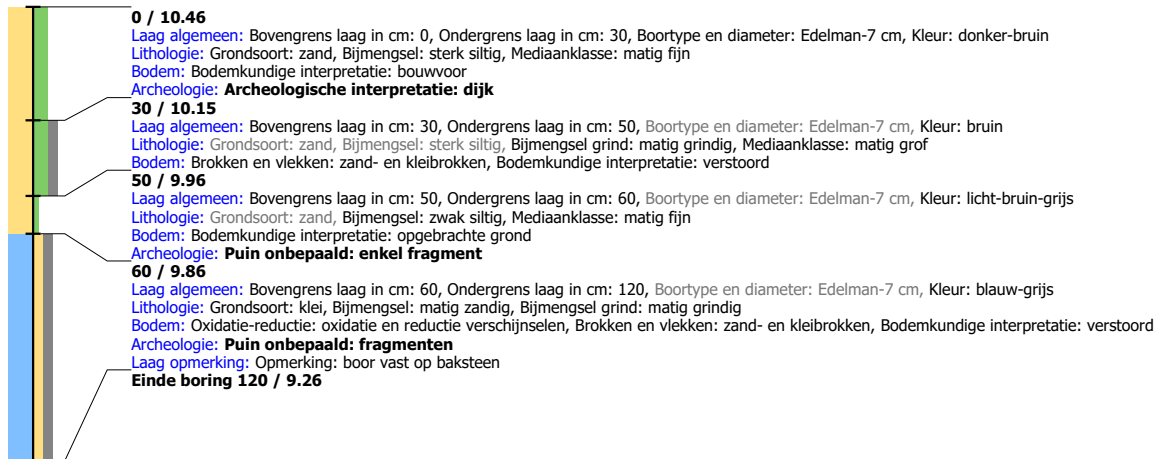 0 / 10.46
Laag algemeen: Bovengrens laag in cm: 0, Ondergrens laag in cm: 30, Boortype en diameter: Edelman-7 cm, Kleur: donker-bruin
Lithologie: Grondsoort: zand, Bijmengsel: sterk siltig, Mediaanklasse: matig fijn
Bodem: Bodemkundige interpretatie: bouwvoor
Archeologie: Archeologische interpretatie: dijk
30 / 10.15
Laag algemeen: Bovengrens laag in cm: 30, Ondergrens laag in cm: 50, Boortype en diameter: Edelman-7 cm, Kleur: bruin
Lithologie: Grondsoort: zand, Bijmengsel: sterk siltig, Bijmengsel grind: matig grindig, Mediaanklasse: matig grof
Bodem: Brokken en vlekken: zand- en kleibrokken, Bodemkundige interpretatie: verstoord
50 / 9.96
Laag algemeen: Bovengrens laag in cm: 50, Ondergrens laag in cm: 60, Boortype en diameter: Edelman-7 cm, Kleur: licht-bruin-grijs
Lithologie: Grondsoort: zand, Bijmengsel: zwak siltig, Mediaanklasse: matig fijn
Bodem: Bodemkundige interpretatie: opgebrachte grond
Archeologie: Puin onbepaald: enkel fragment
60 / 9.86
Laag algemeen: Bovengrens laag in cm: 60, Ondergrens laag in cm: 120, Boortype en diameter: Edelman-7 cm, Kleur: blauw-grijs
Lithologie: Grondsoort: klei, Bijmengsel: matig zandig, Bijmengsel grind: matig grindig
Bodem: Oxidatie-reductie: oxidatie en reductie verschijnselen, Brokken en vlekken: zand- en kleibrokken, Bodemkundige interpretatie: verstoord
Archeologie: Puin onbepaald: fragmenten
Laag opmerking: Opmerking: boor vast op baksteen
Einde boring 120 / 9.26